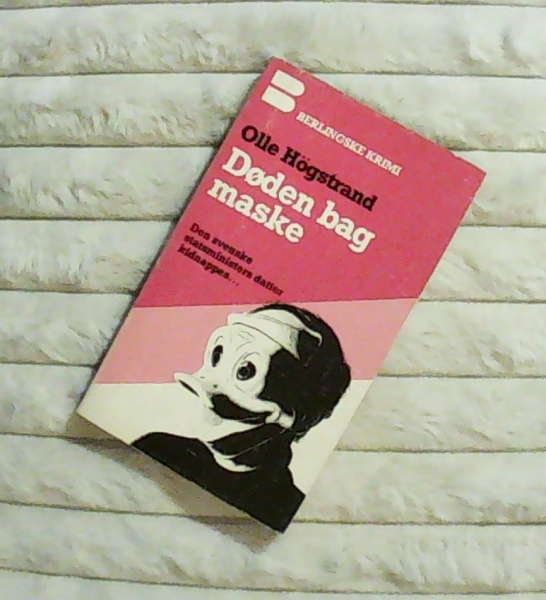 BERLINGSKE KRIMI
Olle Högstrand
Døden bag
maske
Den svenske
statsministers datter
kidnappes...